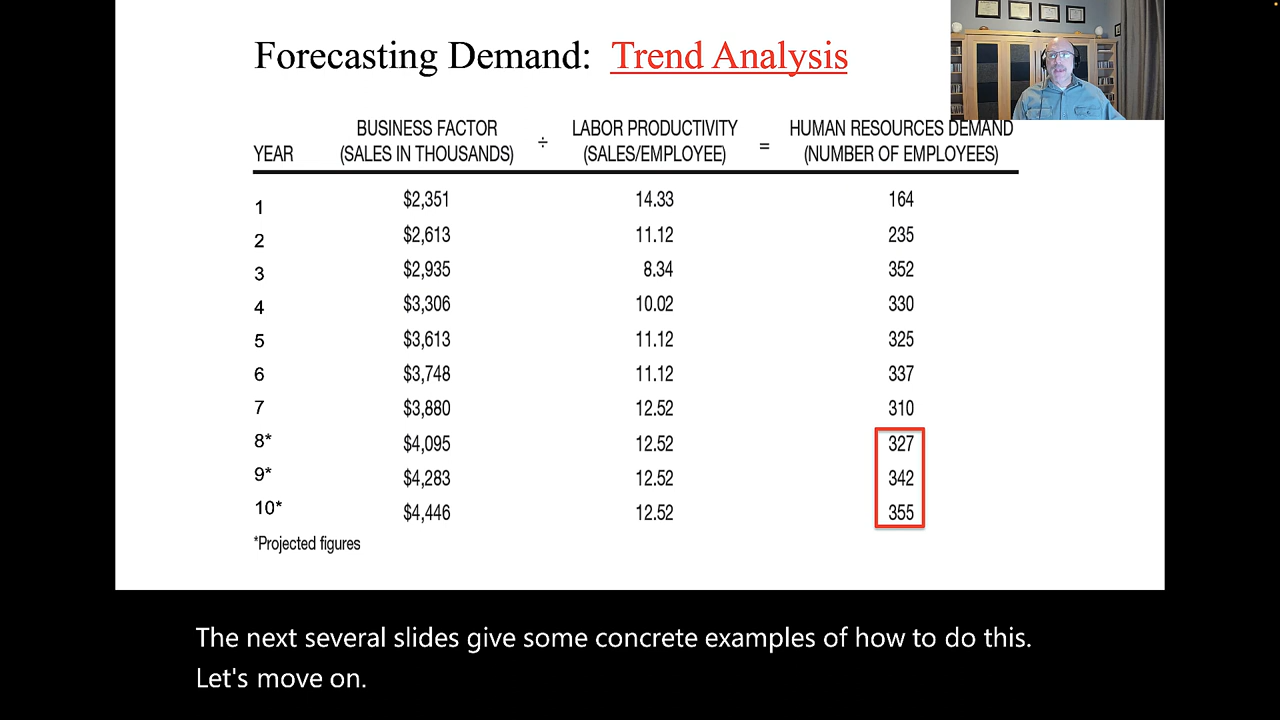 Forecasting Demand: Trend Analysis
YEAR BUSINESS FACTOR (SALES IN THOUSANDS) ÷ LABOR PRODUCTIVITY (SALES/EMPLOYEE) = HUMAN RESOURCES DEMAND (NUMBER OF EMPLOYEES)
1 $2,351 14.33 164
2 $2,613 11.12 235
3 $2,935 8.34 352
4 $3,306 10.02 330
5 $3,613 11.12 325
6 $3,748 11.12 337
7 $3,880 12.52 310
8* $4,095 12.52 327
9* $4,283 12.52 342
10* $4,446 12.52 355
*Projected figures
The next several slides give some concrete examples of how to do this.
Let's move on.